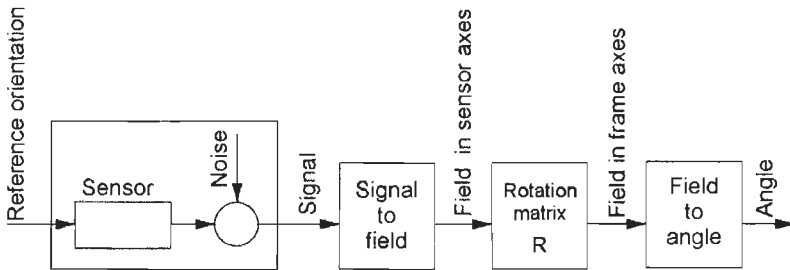 Reference orientation
Sensor
Noise
Signal
Signal
to
field
Field in sensor axes
Rotation
matrix
R
Field in frame axes
Field
to
angle
Angle